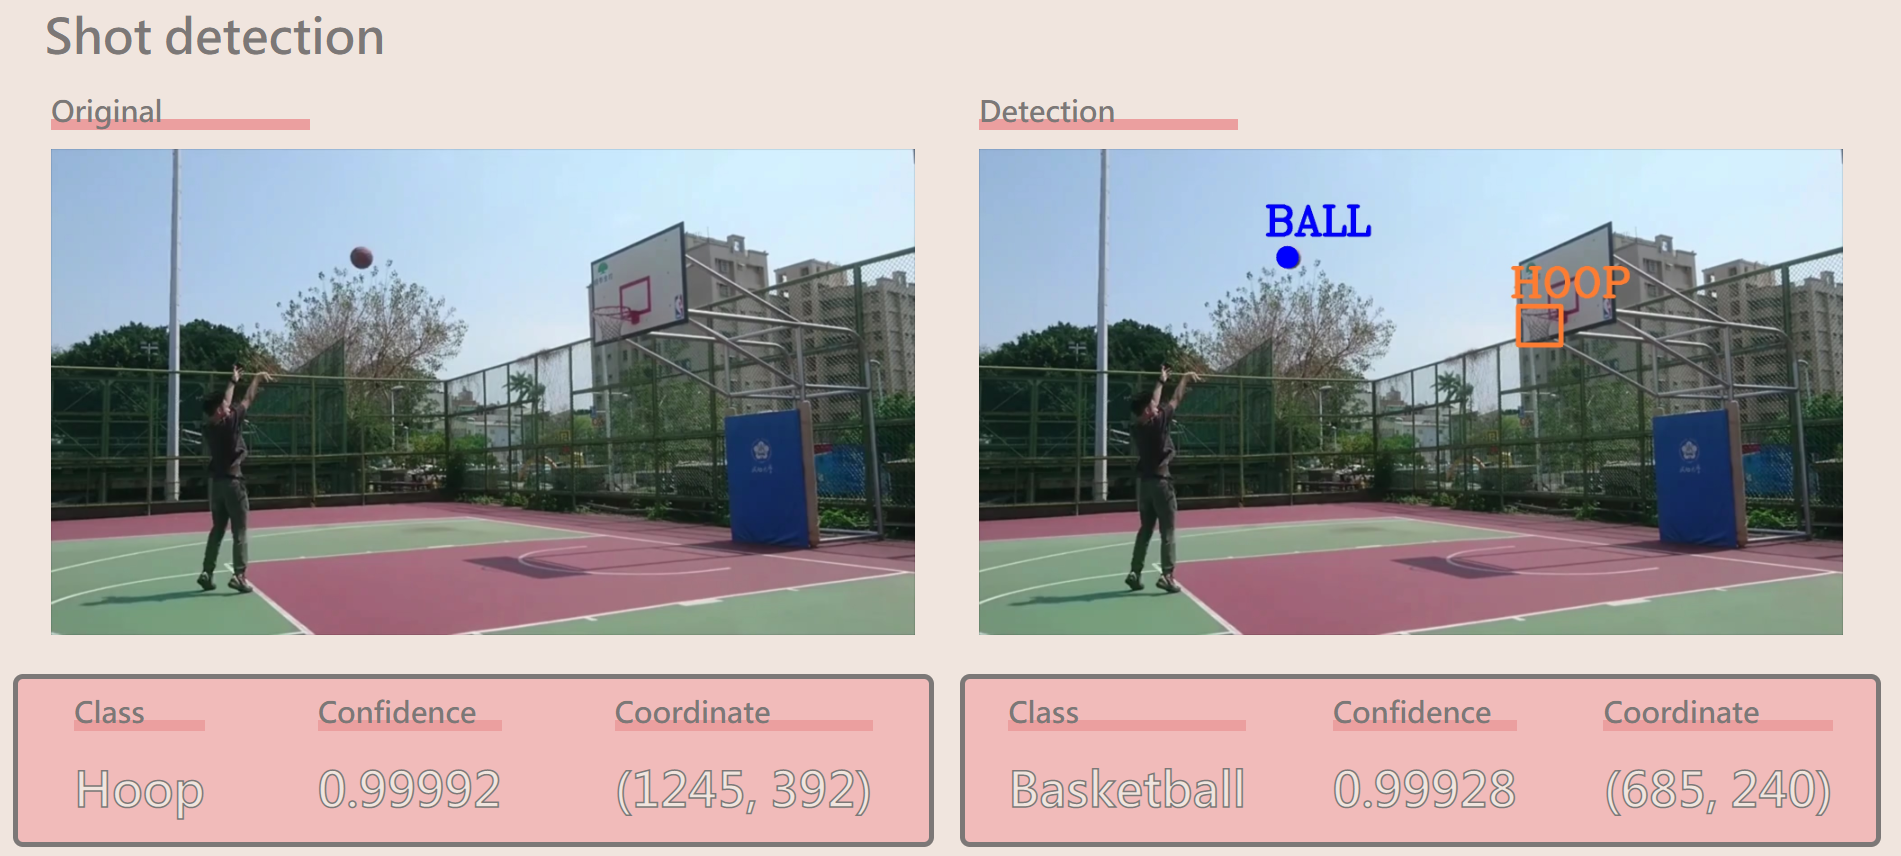 Shot detection
Original
Detection
BALL
HOOP
Class Confidence Coordinate
Hoop 0.99992 (1245, 392)
Class Confidence Coordinate
Basketball 0.99928 (685, 240)